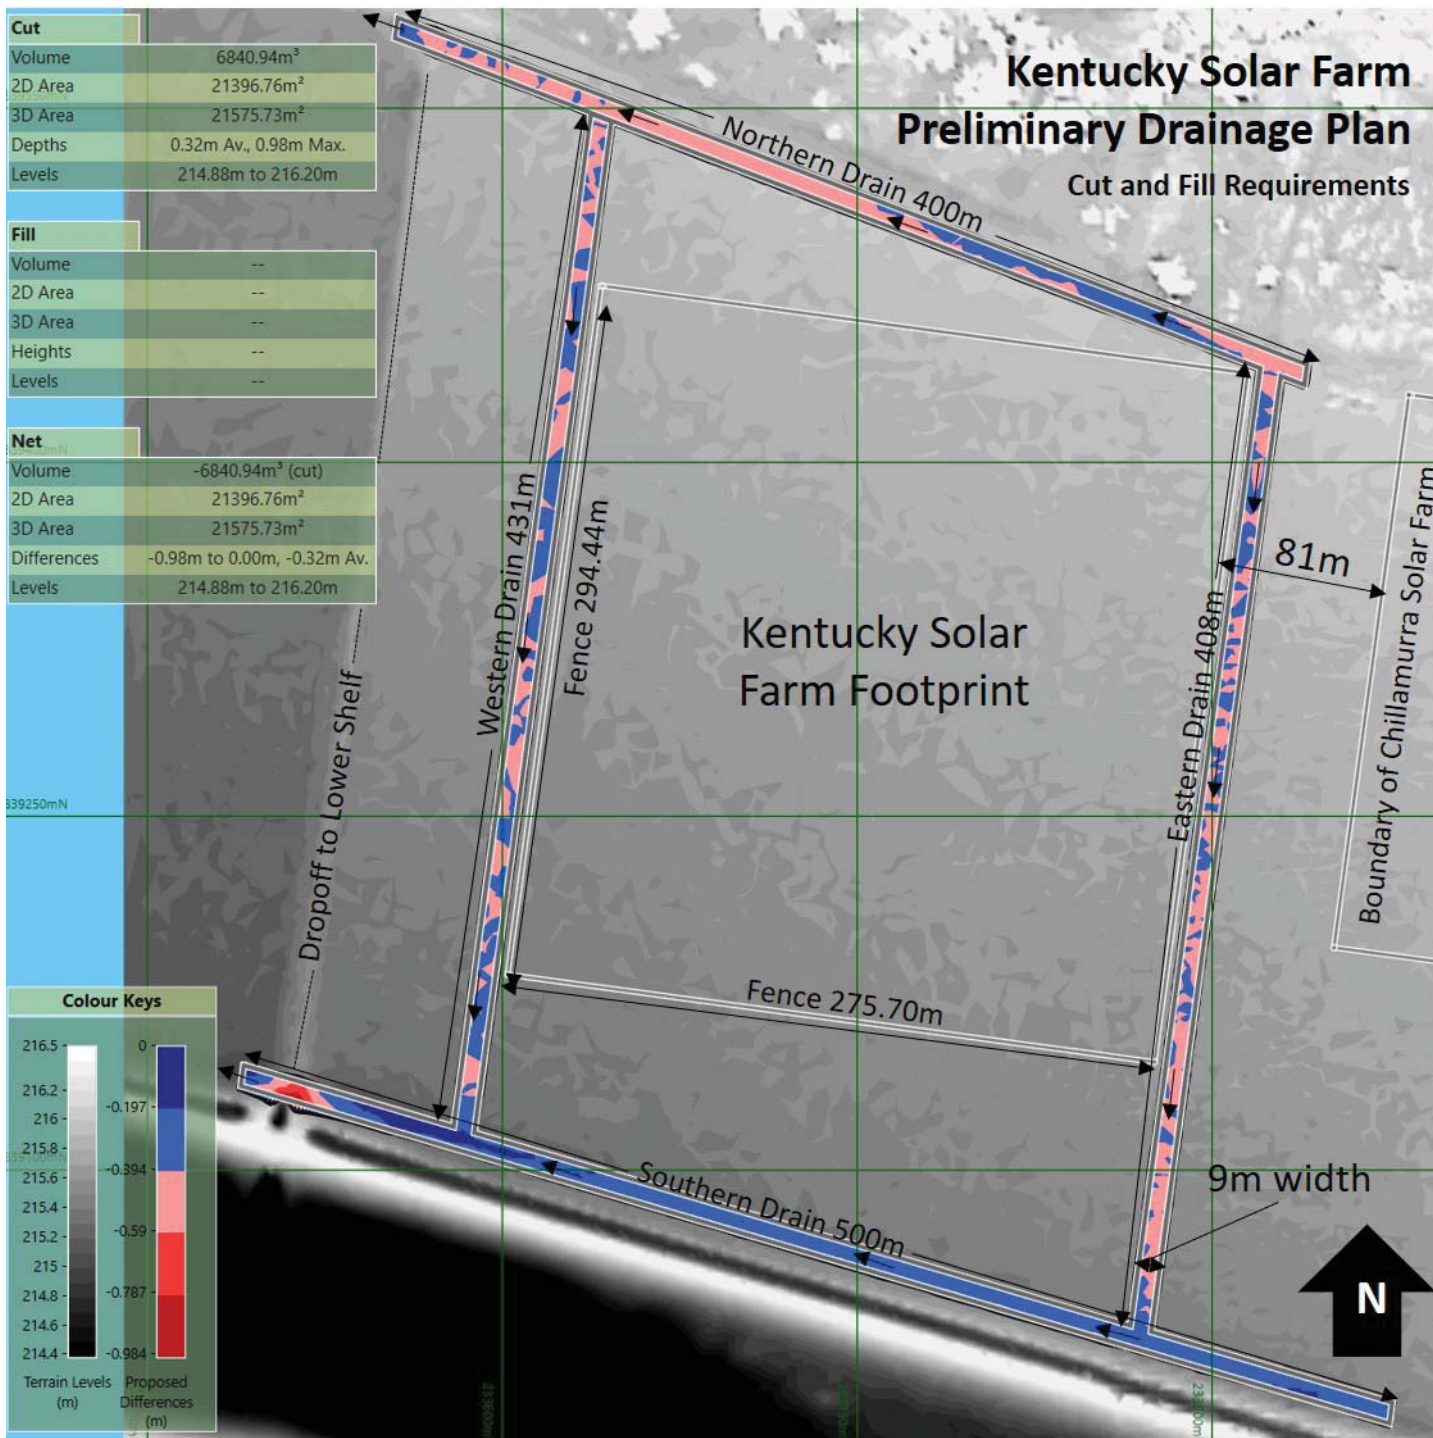 Kentucky Solar Farm
Preliminary Drainage Plan
Cut and Fill Requirements
Cut
Volume 6840.94m³
2D Area 21396.76m²
3D Area 21575.73m²
Depths 0.32m Av., 0.98m Max.
Levels 214.88m to 216.20m
Fill
Volume --
2D Area --
3D Area --
Heights --
Levels --
Net
Volume -6840.94m³ (cut)
2D Area 21396.76m²
3D Area 21575.73m²
Differences -0.98m to 0.00m, -0.32m Av.
Levels 214.88m to 216.20m
Northern Drain 400m
Western Drain 431m
Fence 294.44m
Kentucky Solar
Farm Footprint
Eastern Drain 408m
81m
Boundary of Chillamurra Solar Farm
Dropoff to Lower Shelf
339250mN
Fence 275.70m
Southern Drain 500m
9m width
N
Colour Keys
216.5 0
216.2 -0.197
216 -0.394
215.8 -0.59
215.6 -0.787
215.4 -0.984
215.2
215
214.8
214.6
214.4
Terrain Levels
(m)
Proposed
Differences
(m)